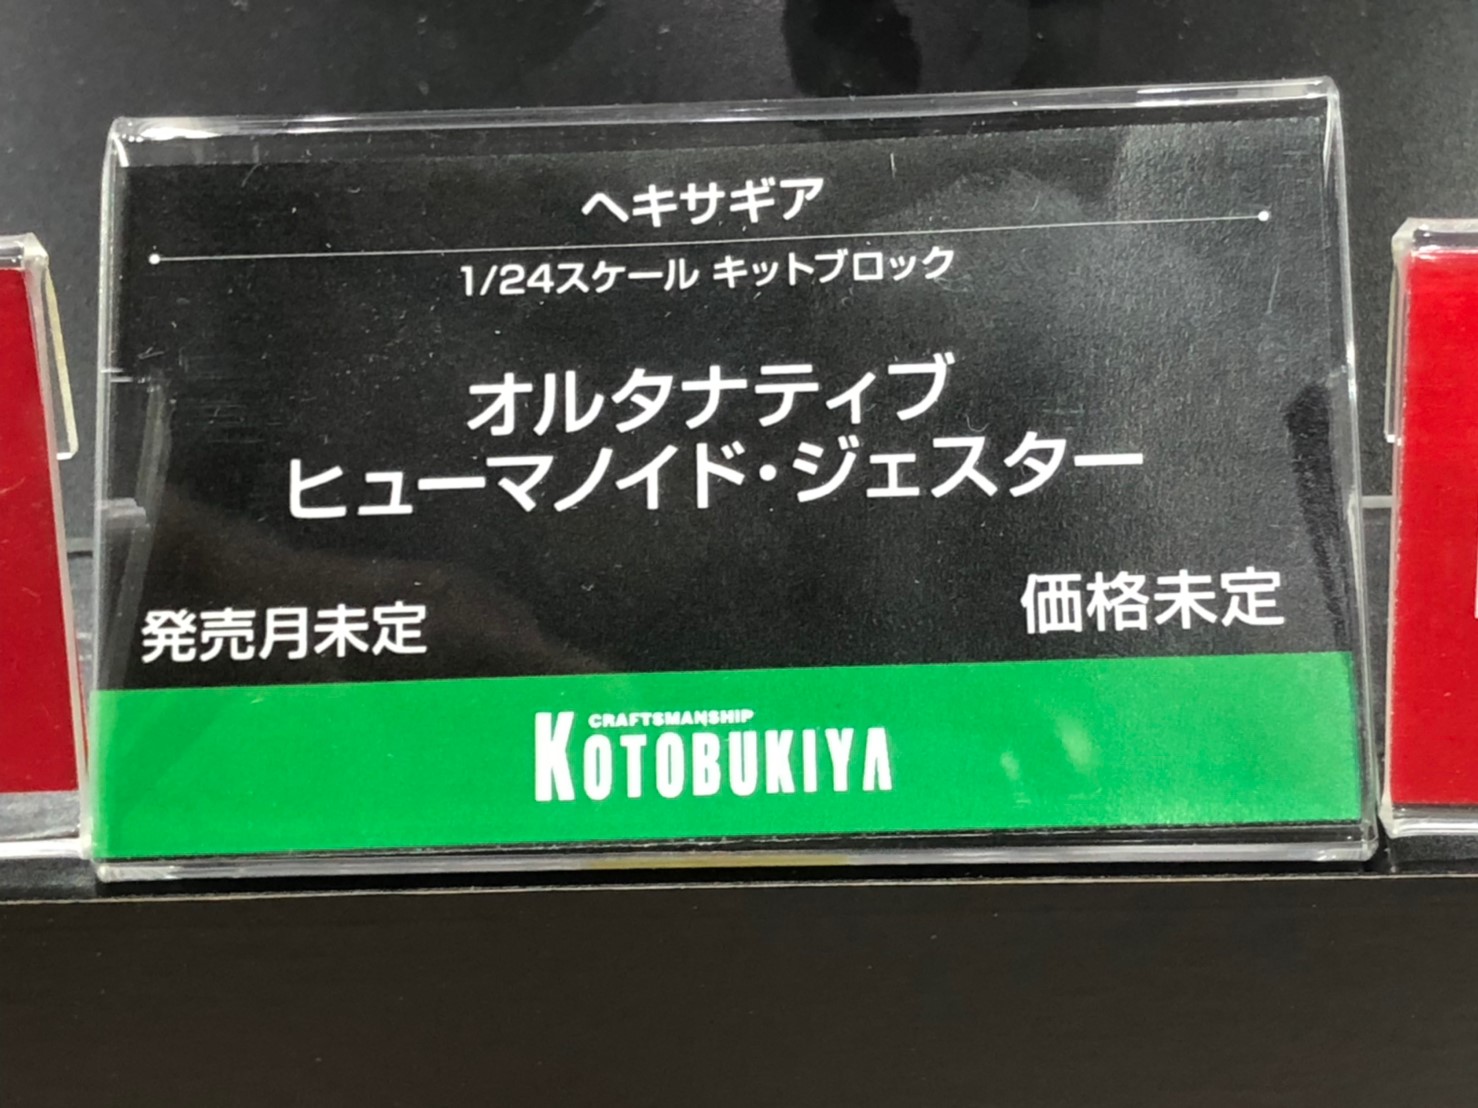 ヘキサギア
1/24スケール キットブロック
オルタナティブ
ヒューマノイド・ジェスター
発売月未定
価格未定
CRAFTSMANSHIP
KOTOBUKIYA